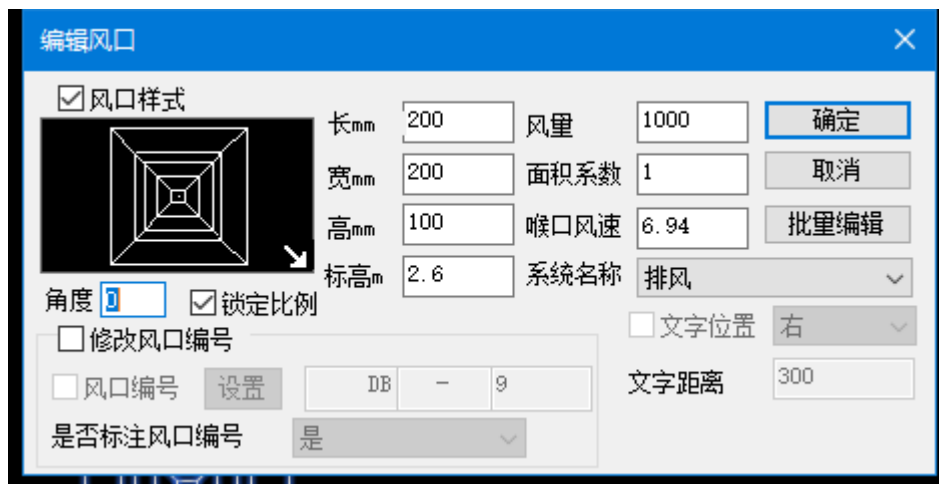 编辑风口
风口样式
长mm 200 风量 1000 确定
宽mm 200 面积系数 1 取消
高mm 100 喉口风速 6.94 批量编辑
标高m 2.6 系统名称 排风
角度 0 锁定比例
修改风口编号 文字位置 右
风口编号 设置 DB - 9 文字距离 300
是否标注风口编号 是